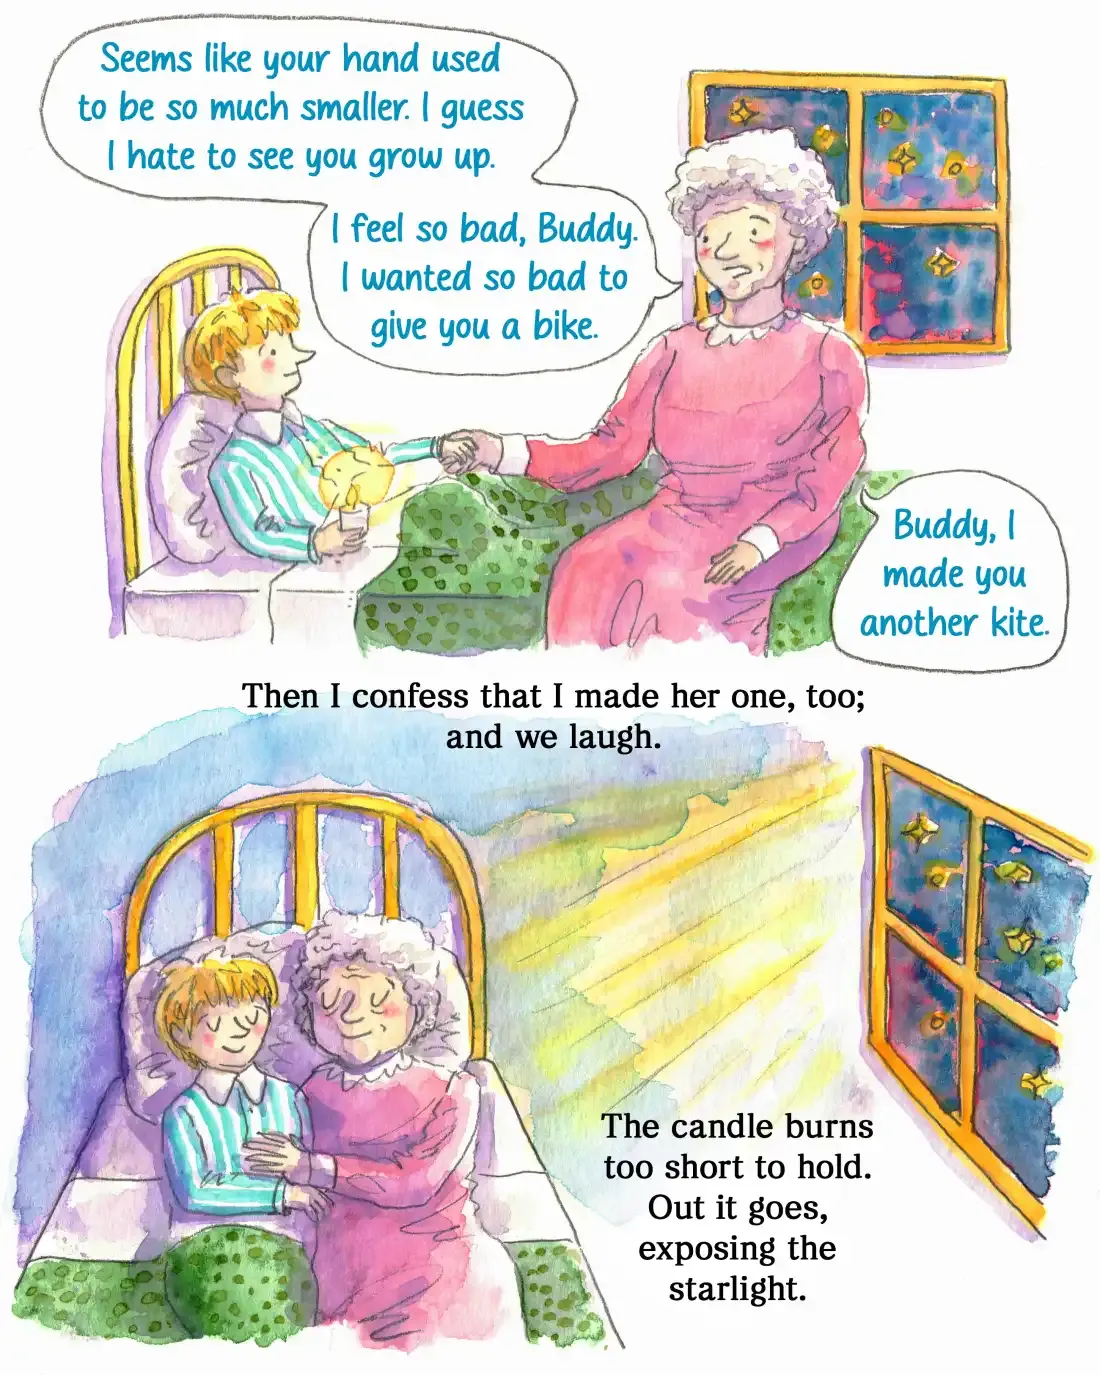 Seems like your hand used
to be so much smaller. I guess
I hate to see you grow up.
I feel so bad, Buddy.
I wanted so bad to
give you a bike.
Buddy, I
made you
another kite.
Then I confess that I made her one, too;
and we laugh.
The candle burns
too short to hold.
Out it goes,
exposing the
starlight.